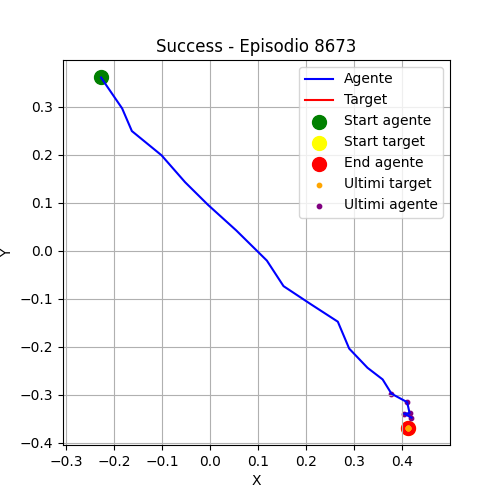 Success - Episodio 8673
Agente
Target
Start agente
Start target
End agente
Ultimi target
Ultimi agente
0.3
0.2
0.1
0.0
−0.1
−0.2
−0.3
−0.4
Y
−0.3
−0.2
−0.1
0.0
0.1
0.2
0.3
0.4
X